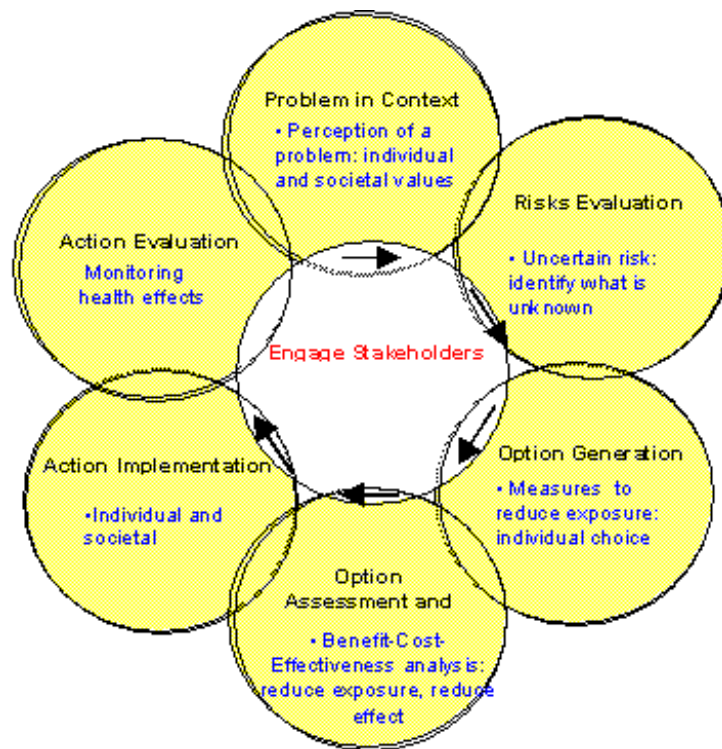 Problem in Context
• Perception of a
problem: individual
and societal values
Risks Evaluation
• Uncertain risk:
identify what is
unknown
Option Generation
• Measures to
reduce exposure:
individual choice
Option
Assessment and
• Benefit-Cost-
Effectiveness analysis:
reduce exposure, reduce
effect
Action Implementation
•Individual and
societal
Action Evaluation
Monitoring
health effects
Engage Stakeholders